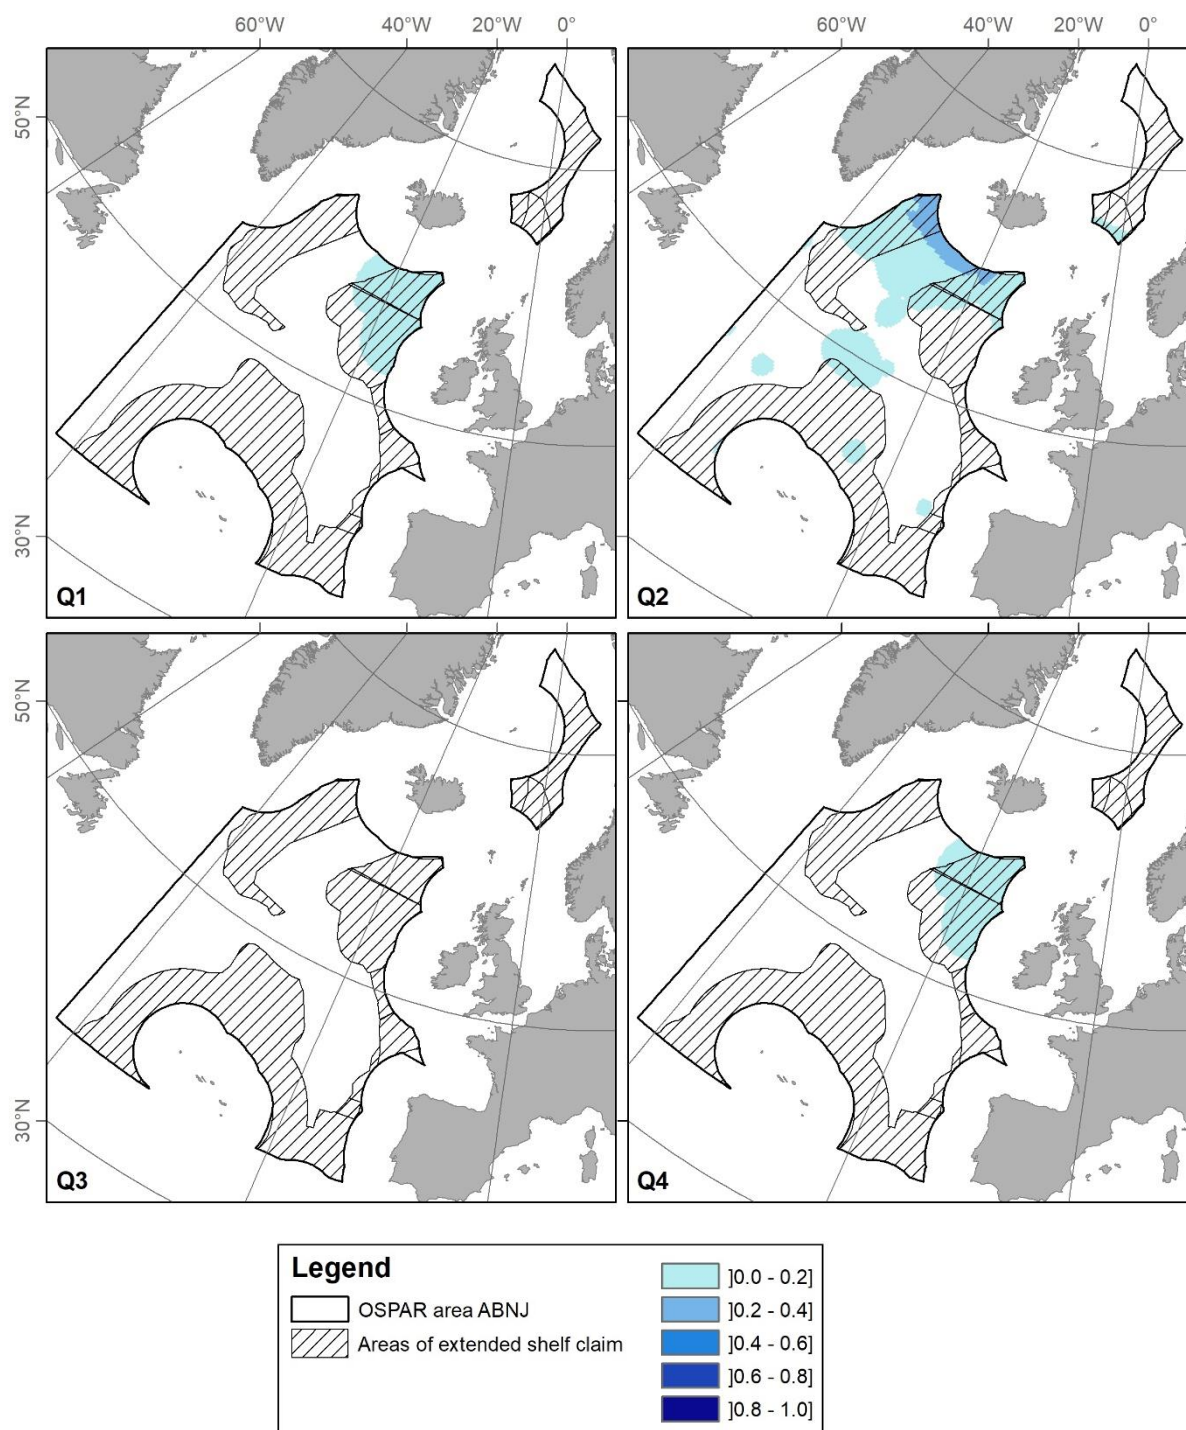 60°W 40°W 20°W 0° 60°W 40°W 20°W 0°
50°N
30°N
Q1 Q2
50°N
30°N
Q3 Q4
Legend
OSPAR area ABNJ
Areas of extended shelf claim
]0.0 - 0.2]
]0.2 - 0.4]
]0.4 - 0.6]
]0.6 - 0.8]
]0.8 - 1.0]